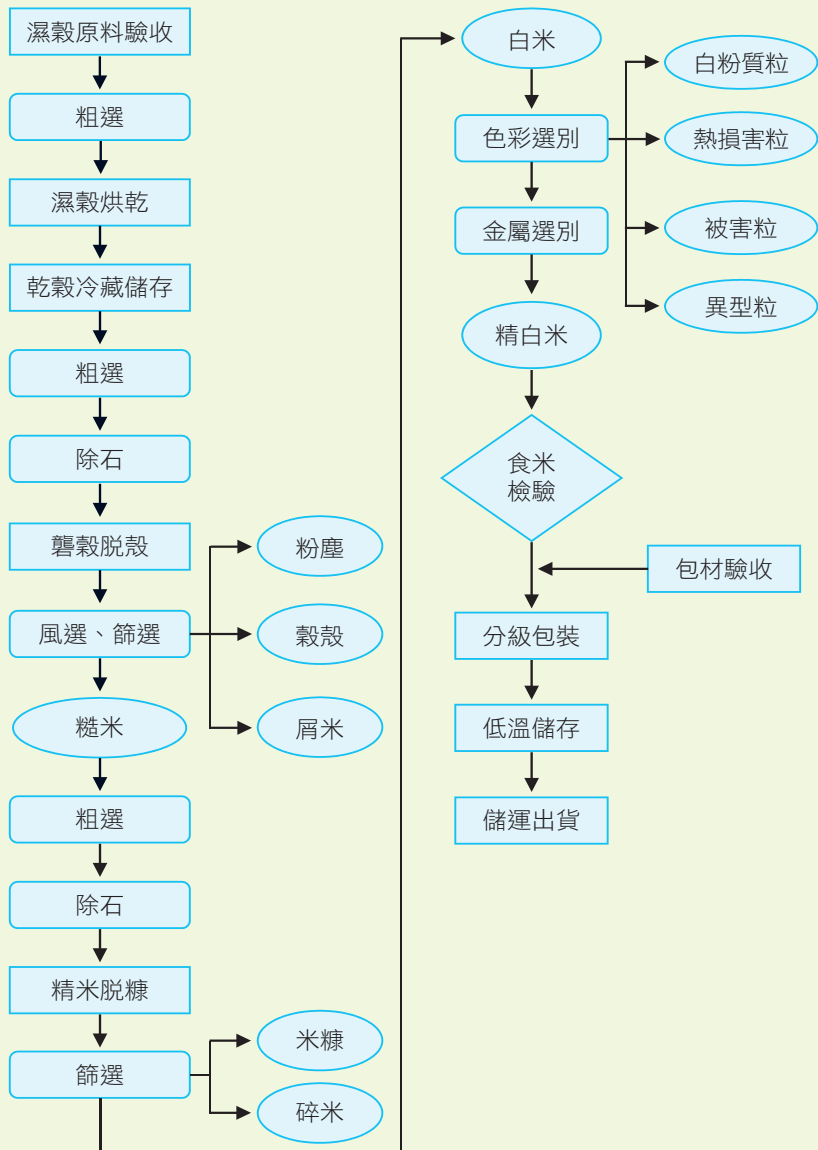 濕穀原料驗收
粗選
濕穀烘乾
乾穀冷藏儲存
粗選
除石
礱穀脫殼
風選、篩選
粉塵
穀殼
屑米
糙米
粗選
除石
精米脫糠
篩選
米糠
碎米
白米
色彩選別
白粉質粒
熱損害粒
被害粒
異型粒
金屬選別
精白米
食米
檢驗
包材驗收
分級包裝
低溫儲存
儲運出貨